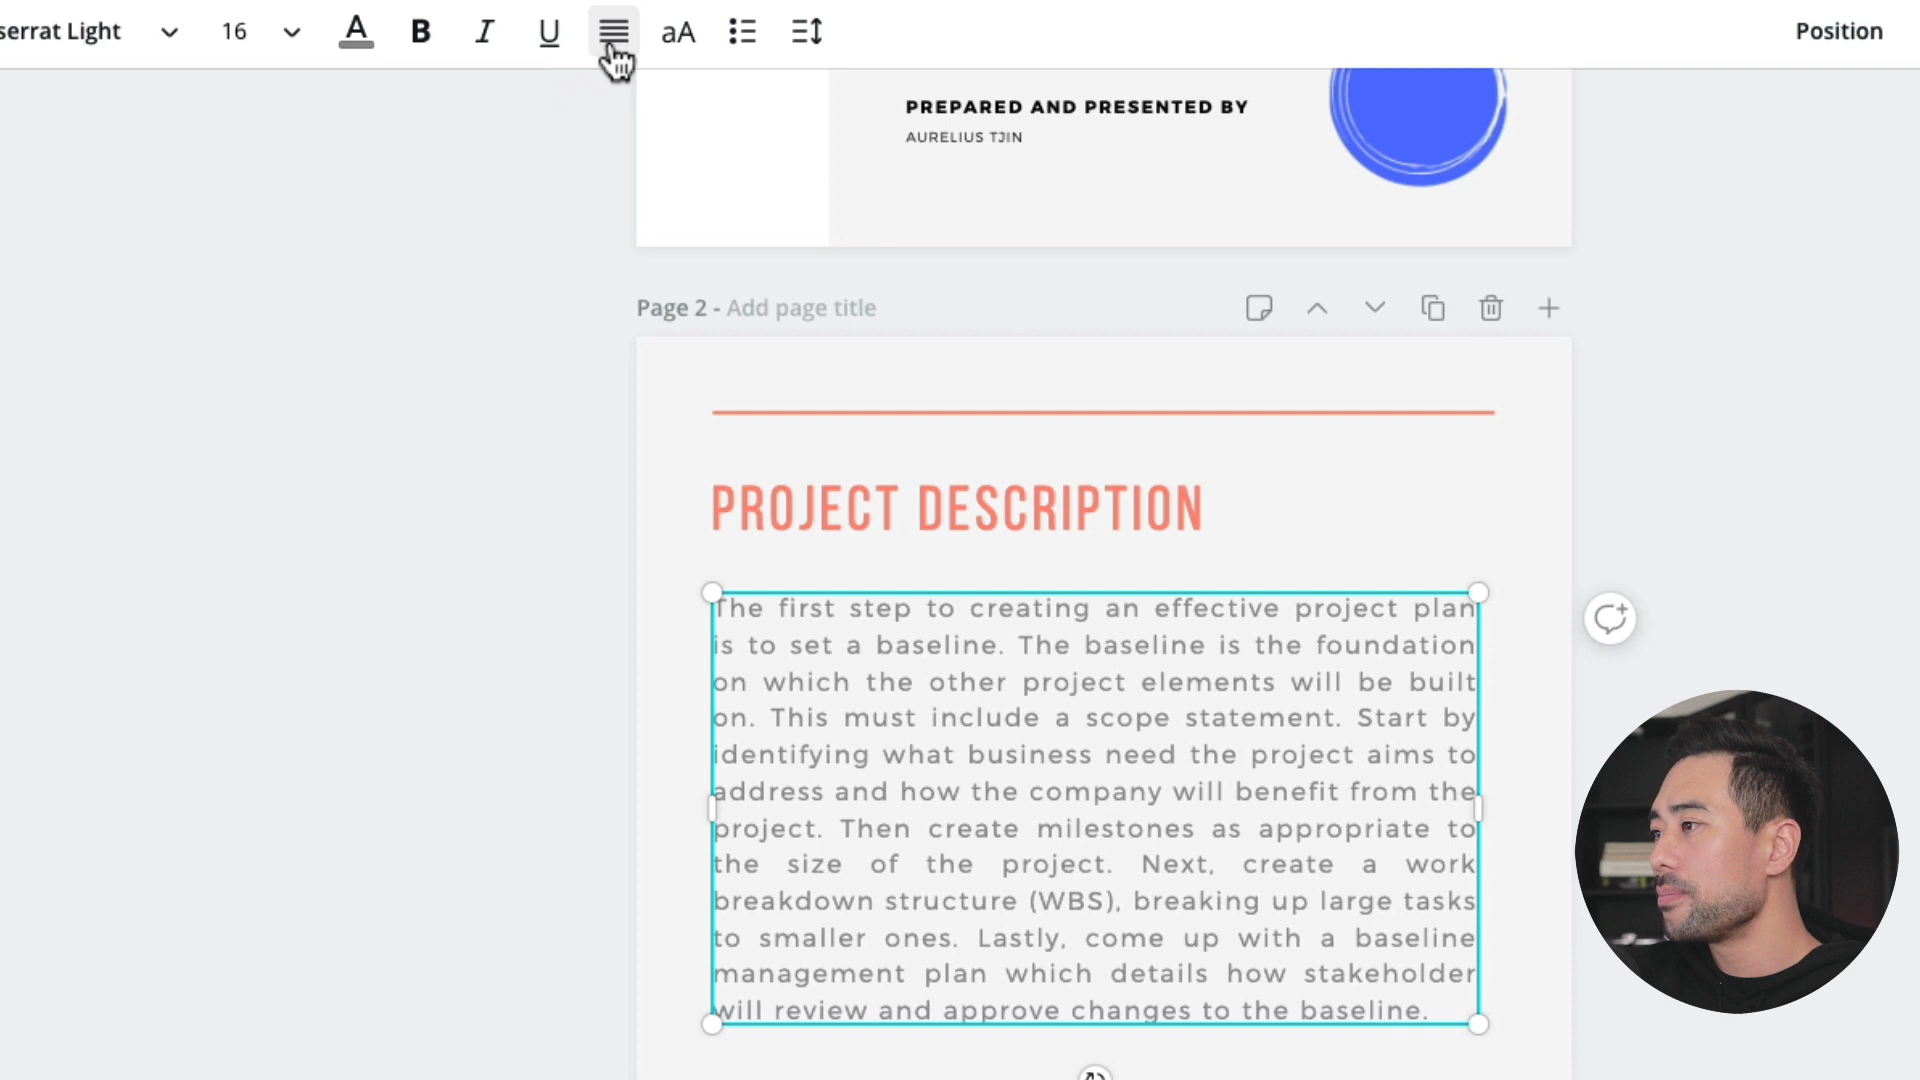 serrat Light
16
A
B
I
U
aA
Position
PREPARED AND PRESENTED BY
AURELIUS TJIN
Page 2 - Add page title
PROJECT DESCRIPTION
The first step to creating an effective project plan
is to set a baseline. The baseline is the foundation
on which the other project elements will be built
on. This must include a scope statement. Start by
identifying what business need the project aims to
address and how the company will benefit from the
project. Then create milestones as appropriate to
the size of the project. Next, create a work
breakdown structure (WBS), breaking up large tasks
to smaller ones. Lastly, come up with a baseline
management plan which details how stakeholder
will review and approve changes to the baseline.